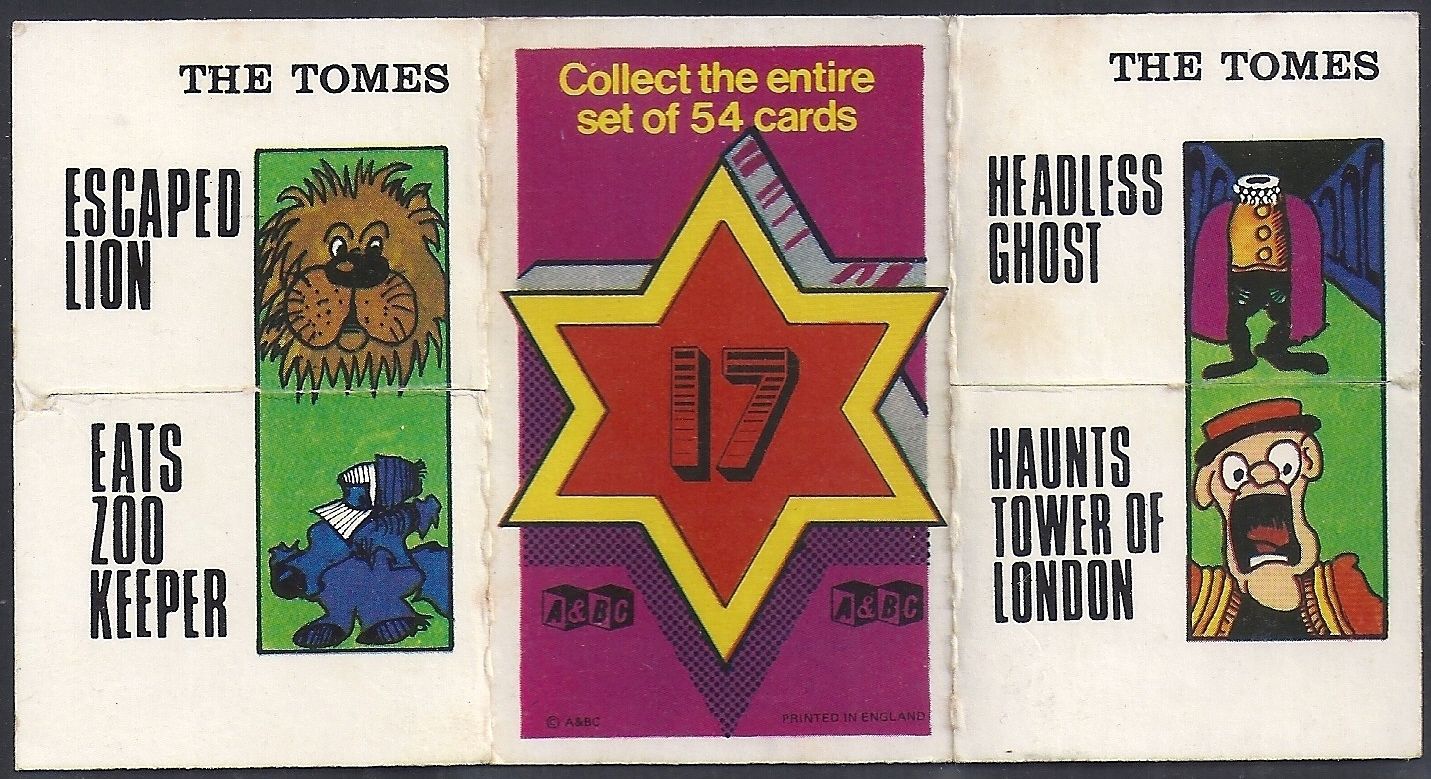 THE TOMES
ESCAPED
LION
EATS
ZOO
KEEPER
Collect the entire
set of 54 cards
17
A&BC
A&BC
© A&BC
PRINTED IN ENGLAND
THE TOMES
HEADLESS
GHOST
HAUNTS
TOWER OF
LONDON